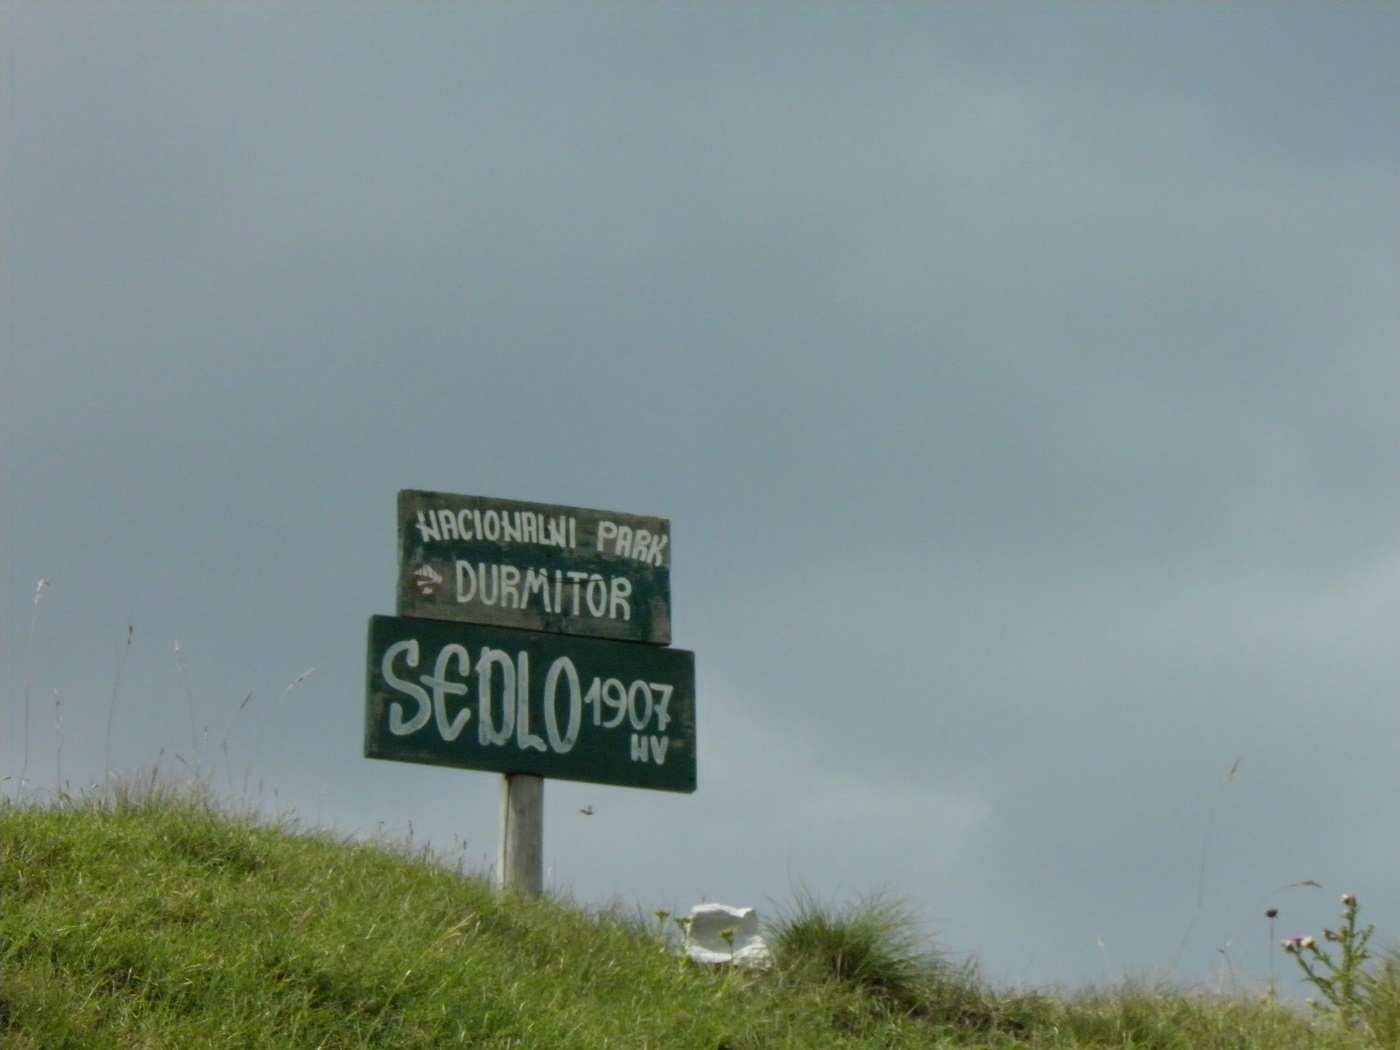 NACIONALNI PARK
DURMITOR
SEDLO 1907
NV